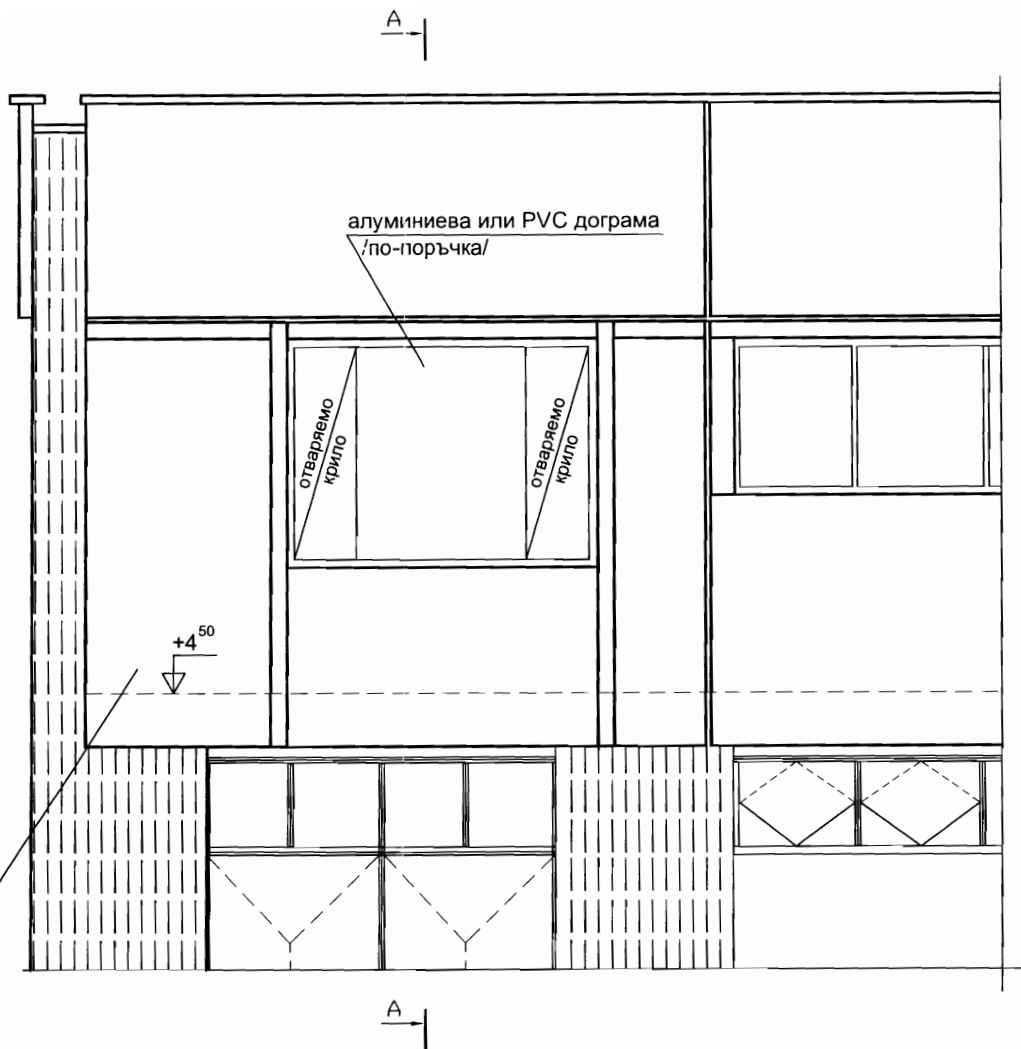 A
алуминиева или PVC дограма
/по-поръчка/
отваряемо
крило
отваряемо
крило
+4⁵⁰
A